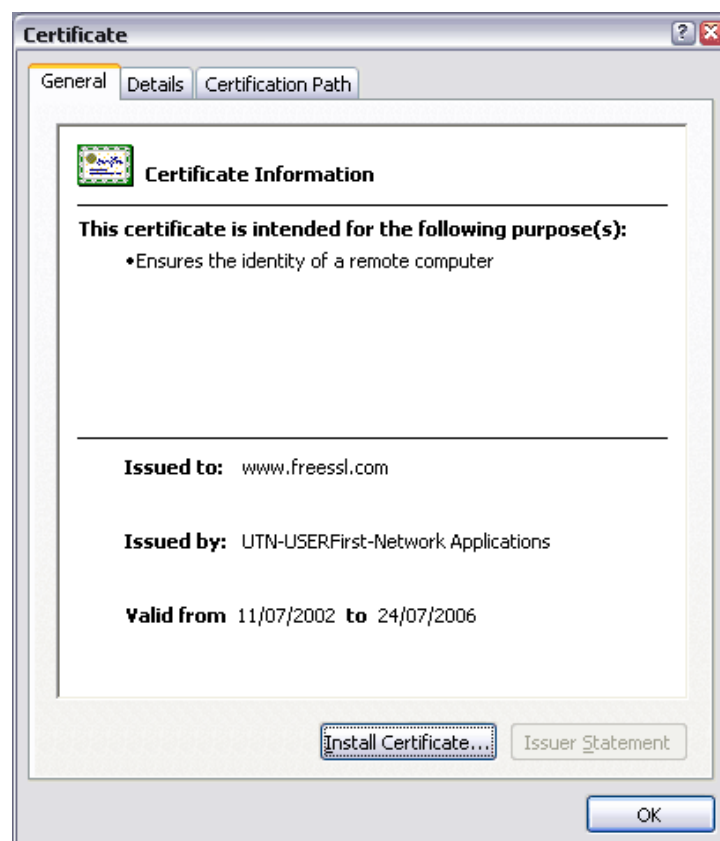 Certificate
General Details Certification Path
Certificate Information
This certificate is intended for the following purpose(s):
•Ensures the identity of a remote computer
Issued to: www.freessl.com
Issued by: UTN-USERFirst-Network Applications
Valid from 11/07/2002 to 24/07/2006
Install Certificate... Issuer Statement
OK